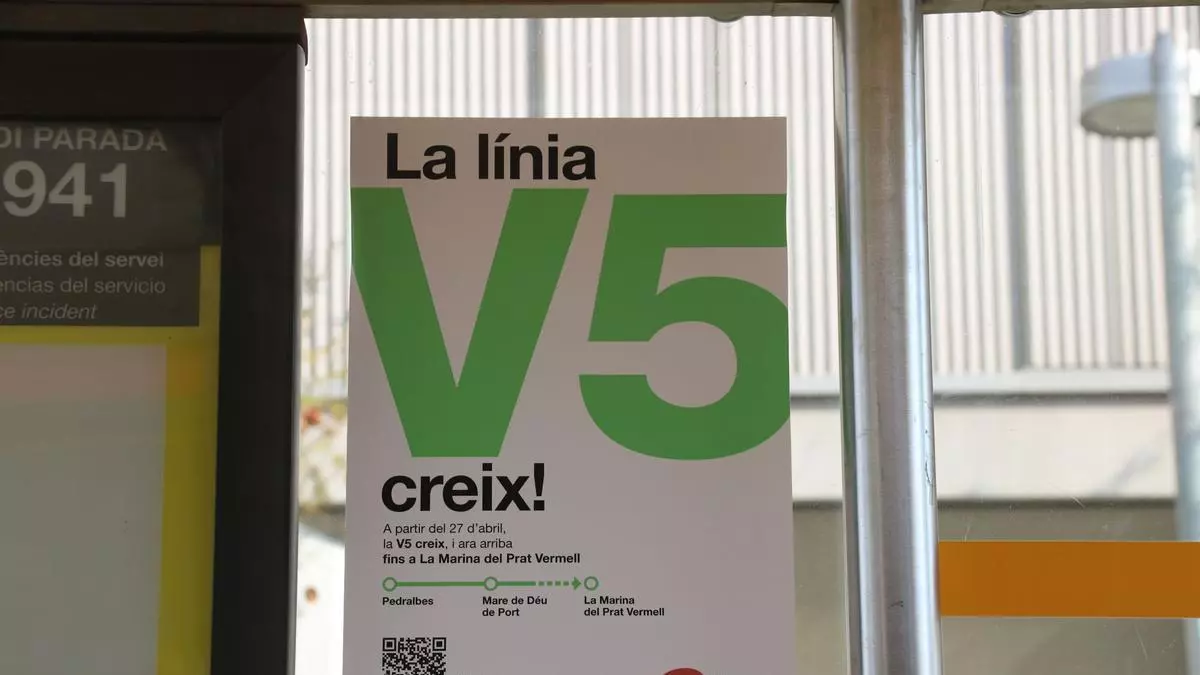 DI PARADA
941
ències del servei
encias del servicio
ce incident
La línia
V5
creix!
A partir del 27 d'abril,
la V5 creix, i ara arriba
fins a La Marina del Prat Vermell
Pedralbes
Mare de Déu
de Port
La Marina
del Prat Vermell